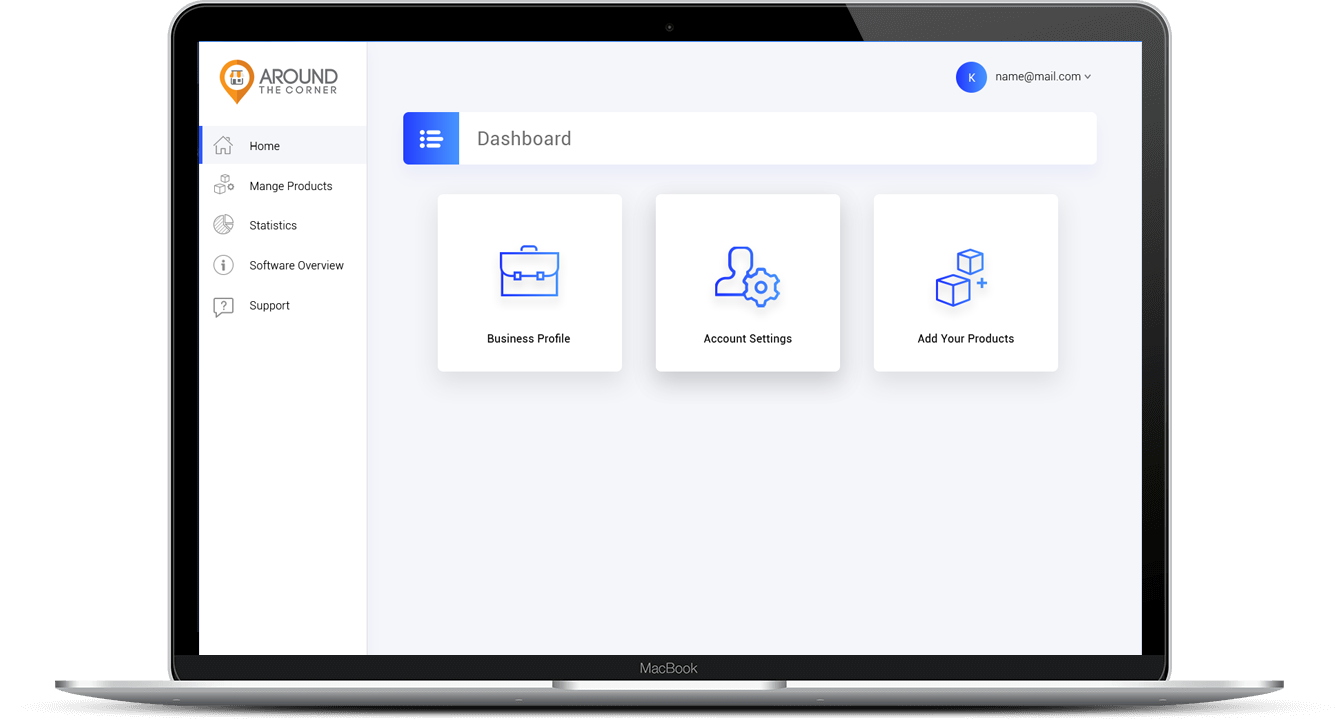 AROUND
THE CORNER
K
name@mail.com
Home
Dashboard
Mange Products
Statistics
Software Overview
Support
Business Profile
Account Settings
Add Your Products
MacBook